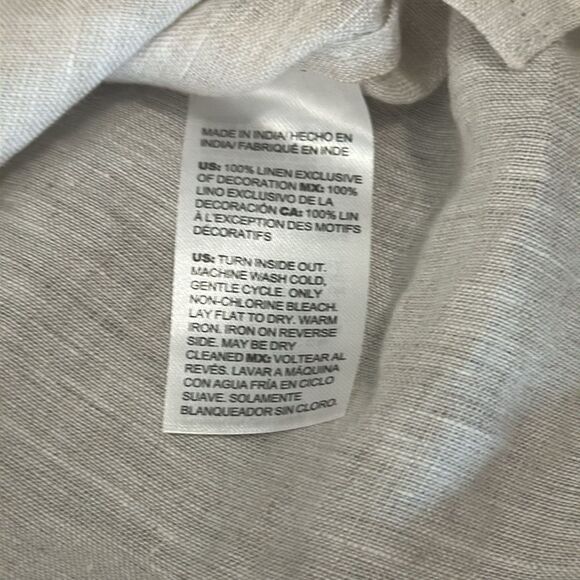 MADE IN INDIA/ HECHO EN
INDIA/ FABRIQUÉ EN INDE
US: 100% LINEN EXCLUSIVE
OF DECORATION MX: 100%
LINO EXCLUSIVO DE LA
DECORACIÓN CA: 100% LIN
À L'EXCEPTION DES MOTIFS
DÉCORATIFS
US: TURN INSIDE OUT.
MACHINE WASH COLD,
GENTLE CYCLE. ONLY
NON-CHLORINE BLEACH.
LAY FLAT TO DRY. WARM
IRON. IRON ON REVERSE
SIDE. MAY BE DRY
CLEANED MX: VOLTEAR AL
REVÉS. LAVAR A MÁQUINA
CON AGUA FRÍA EN CICLO
SUAVE. SOLAMENTE
BLANQUEADOR SIN CLORO.